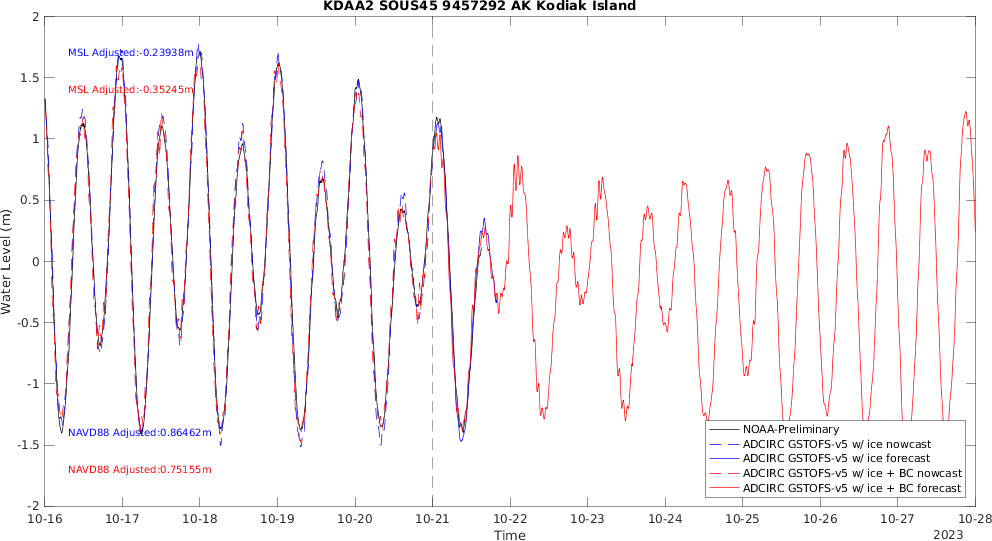 KDAA2 SOUS45 9457292 AK Kodiak Island
2
1.5
1
0.5
0
-0.5
-1
-1.5
-2
Water Level (m)
MSL Adjusted:-0.23938m
MSL Adjusted:-0.35245m
NAVD88 Adjusted:0.86462m
NAVD88 Adjusted:0.75155m
NOAA-Preliminary
ADCIRC GSTOFS-v5 w/ ice nowcast
ADCIRC GSTOFS-v5 w/ ice forecast
ADCIRC GSTOFS-v5 w/ ice + BC nowcast
ADCIRC GSTOFS-v5 w/ ice + BC forecast
10-16 10-17 10-18 10-19 10-20 10-21 10-22 10-23 10-24 10-25 10-26 10-27 10-28
Time
2023